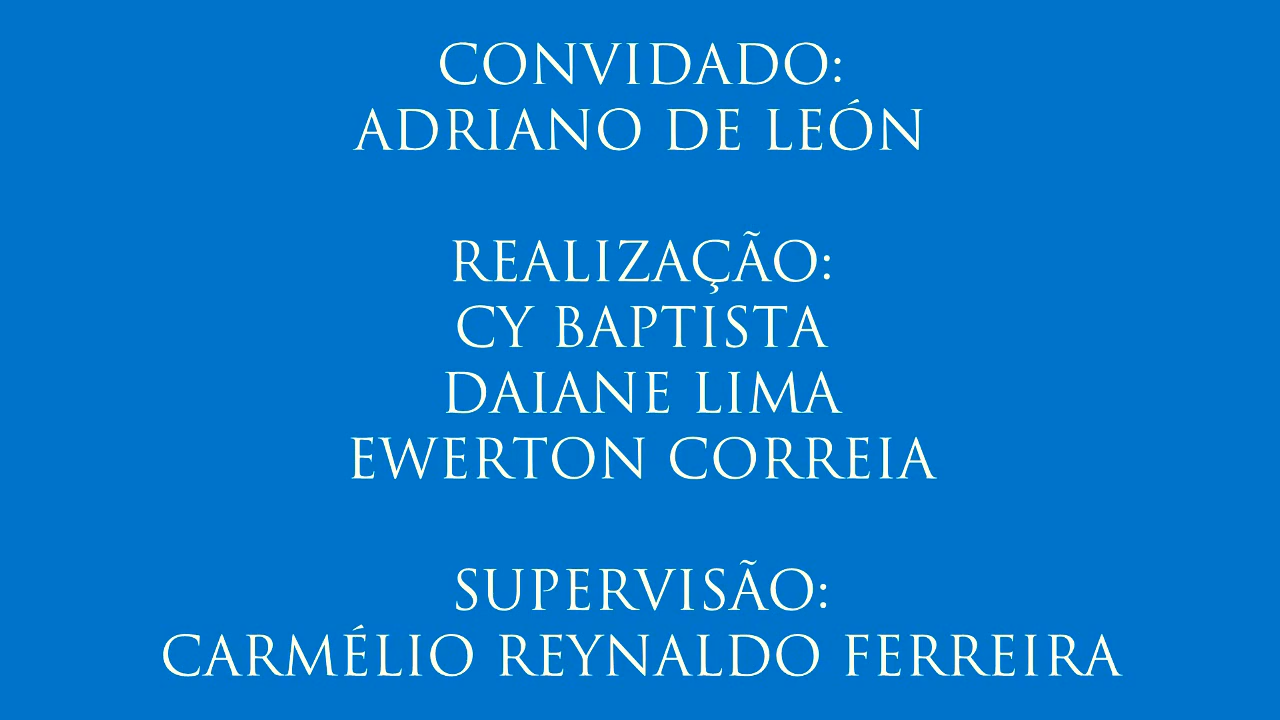 CONVIDADO:
ADRIANO DE LEÓN
REALIZAÇÃO:
CY BAPTISTA
DAIANE LIMA
EWERTON CORREIA
SUPERVISÃO:
CARMÉLIO REYNALDO FERREIRA